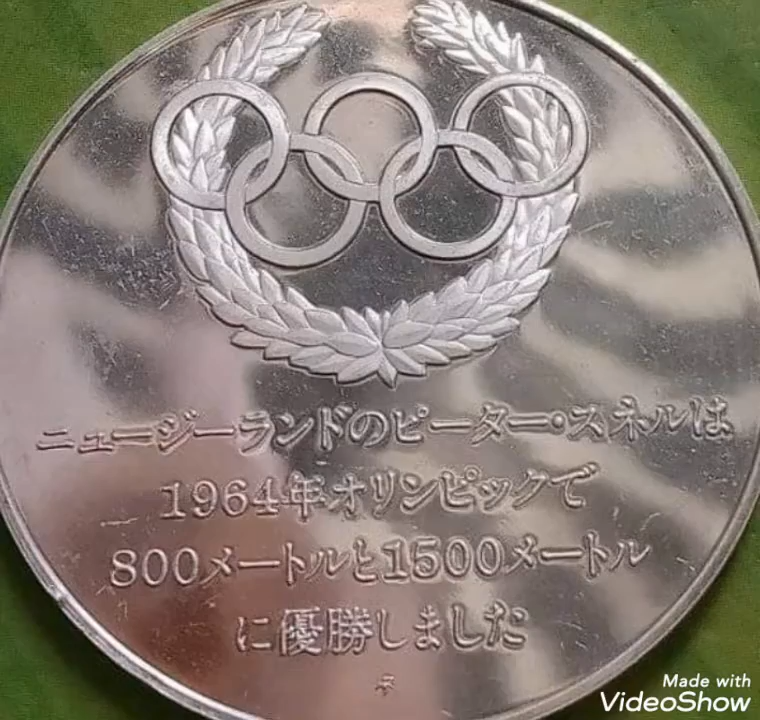 ニュージーランドのピーター・スネルは
1964年オリンピックで
800メートルと1500メートル
に優勝しました
Made with
VideoShow